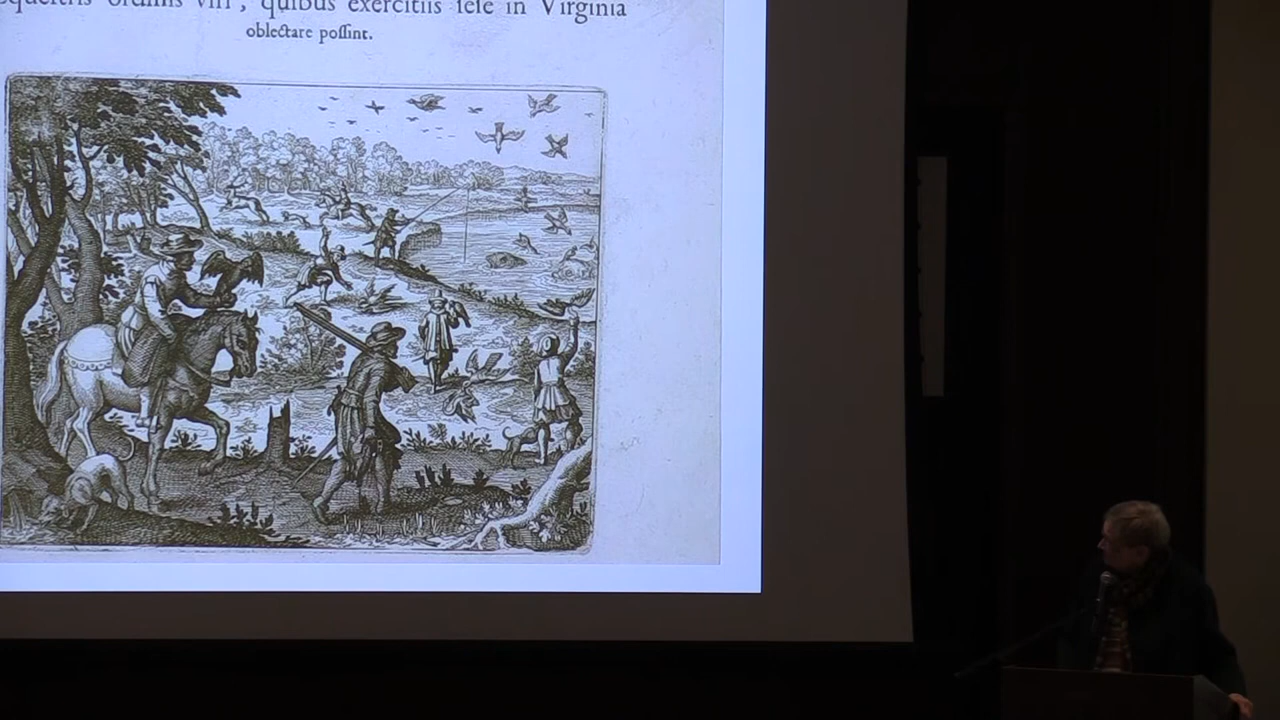 ordinis viri, quibus exercitiis sese in Virginia
oblectare possint.